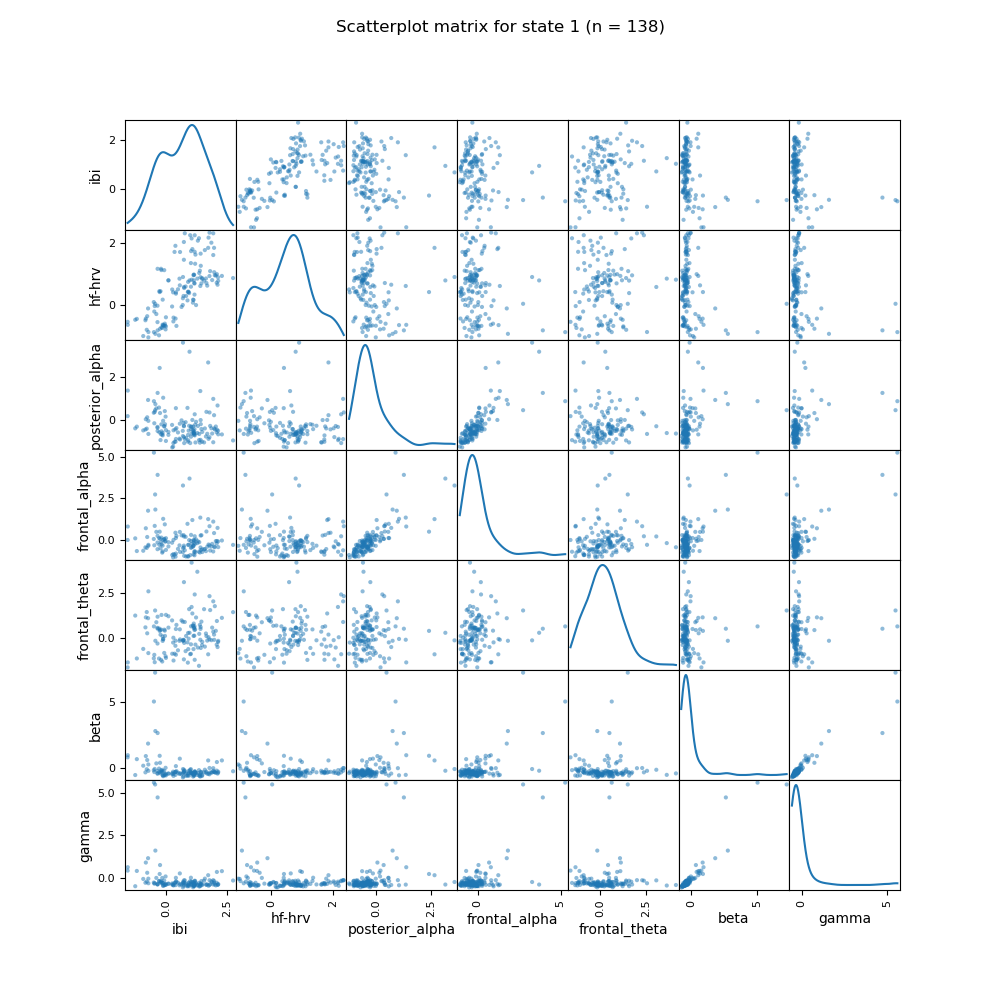 Scatterplot matrix for state 1 (n = 138)
ibi
2
0
hf-hrv
2
0
posterior_alpha
2
0
frontal_alpha
5.0
2.5
0.0
frontal_theta
2.5
0.0
beta
5
0
gamma
5.0
2.5
0.0
0.0 2.5 0 2 0.0 2.5 0 5 0.0 2.5 0 5 0 5
ibi hf-hrv posterior_alpha frontal_alpha frontal_theta beta gamma